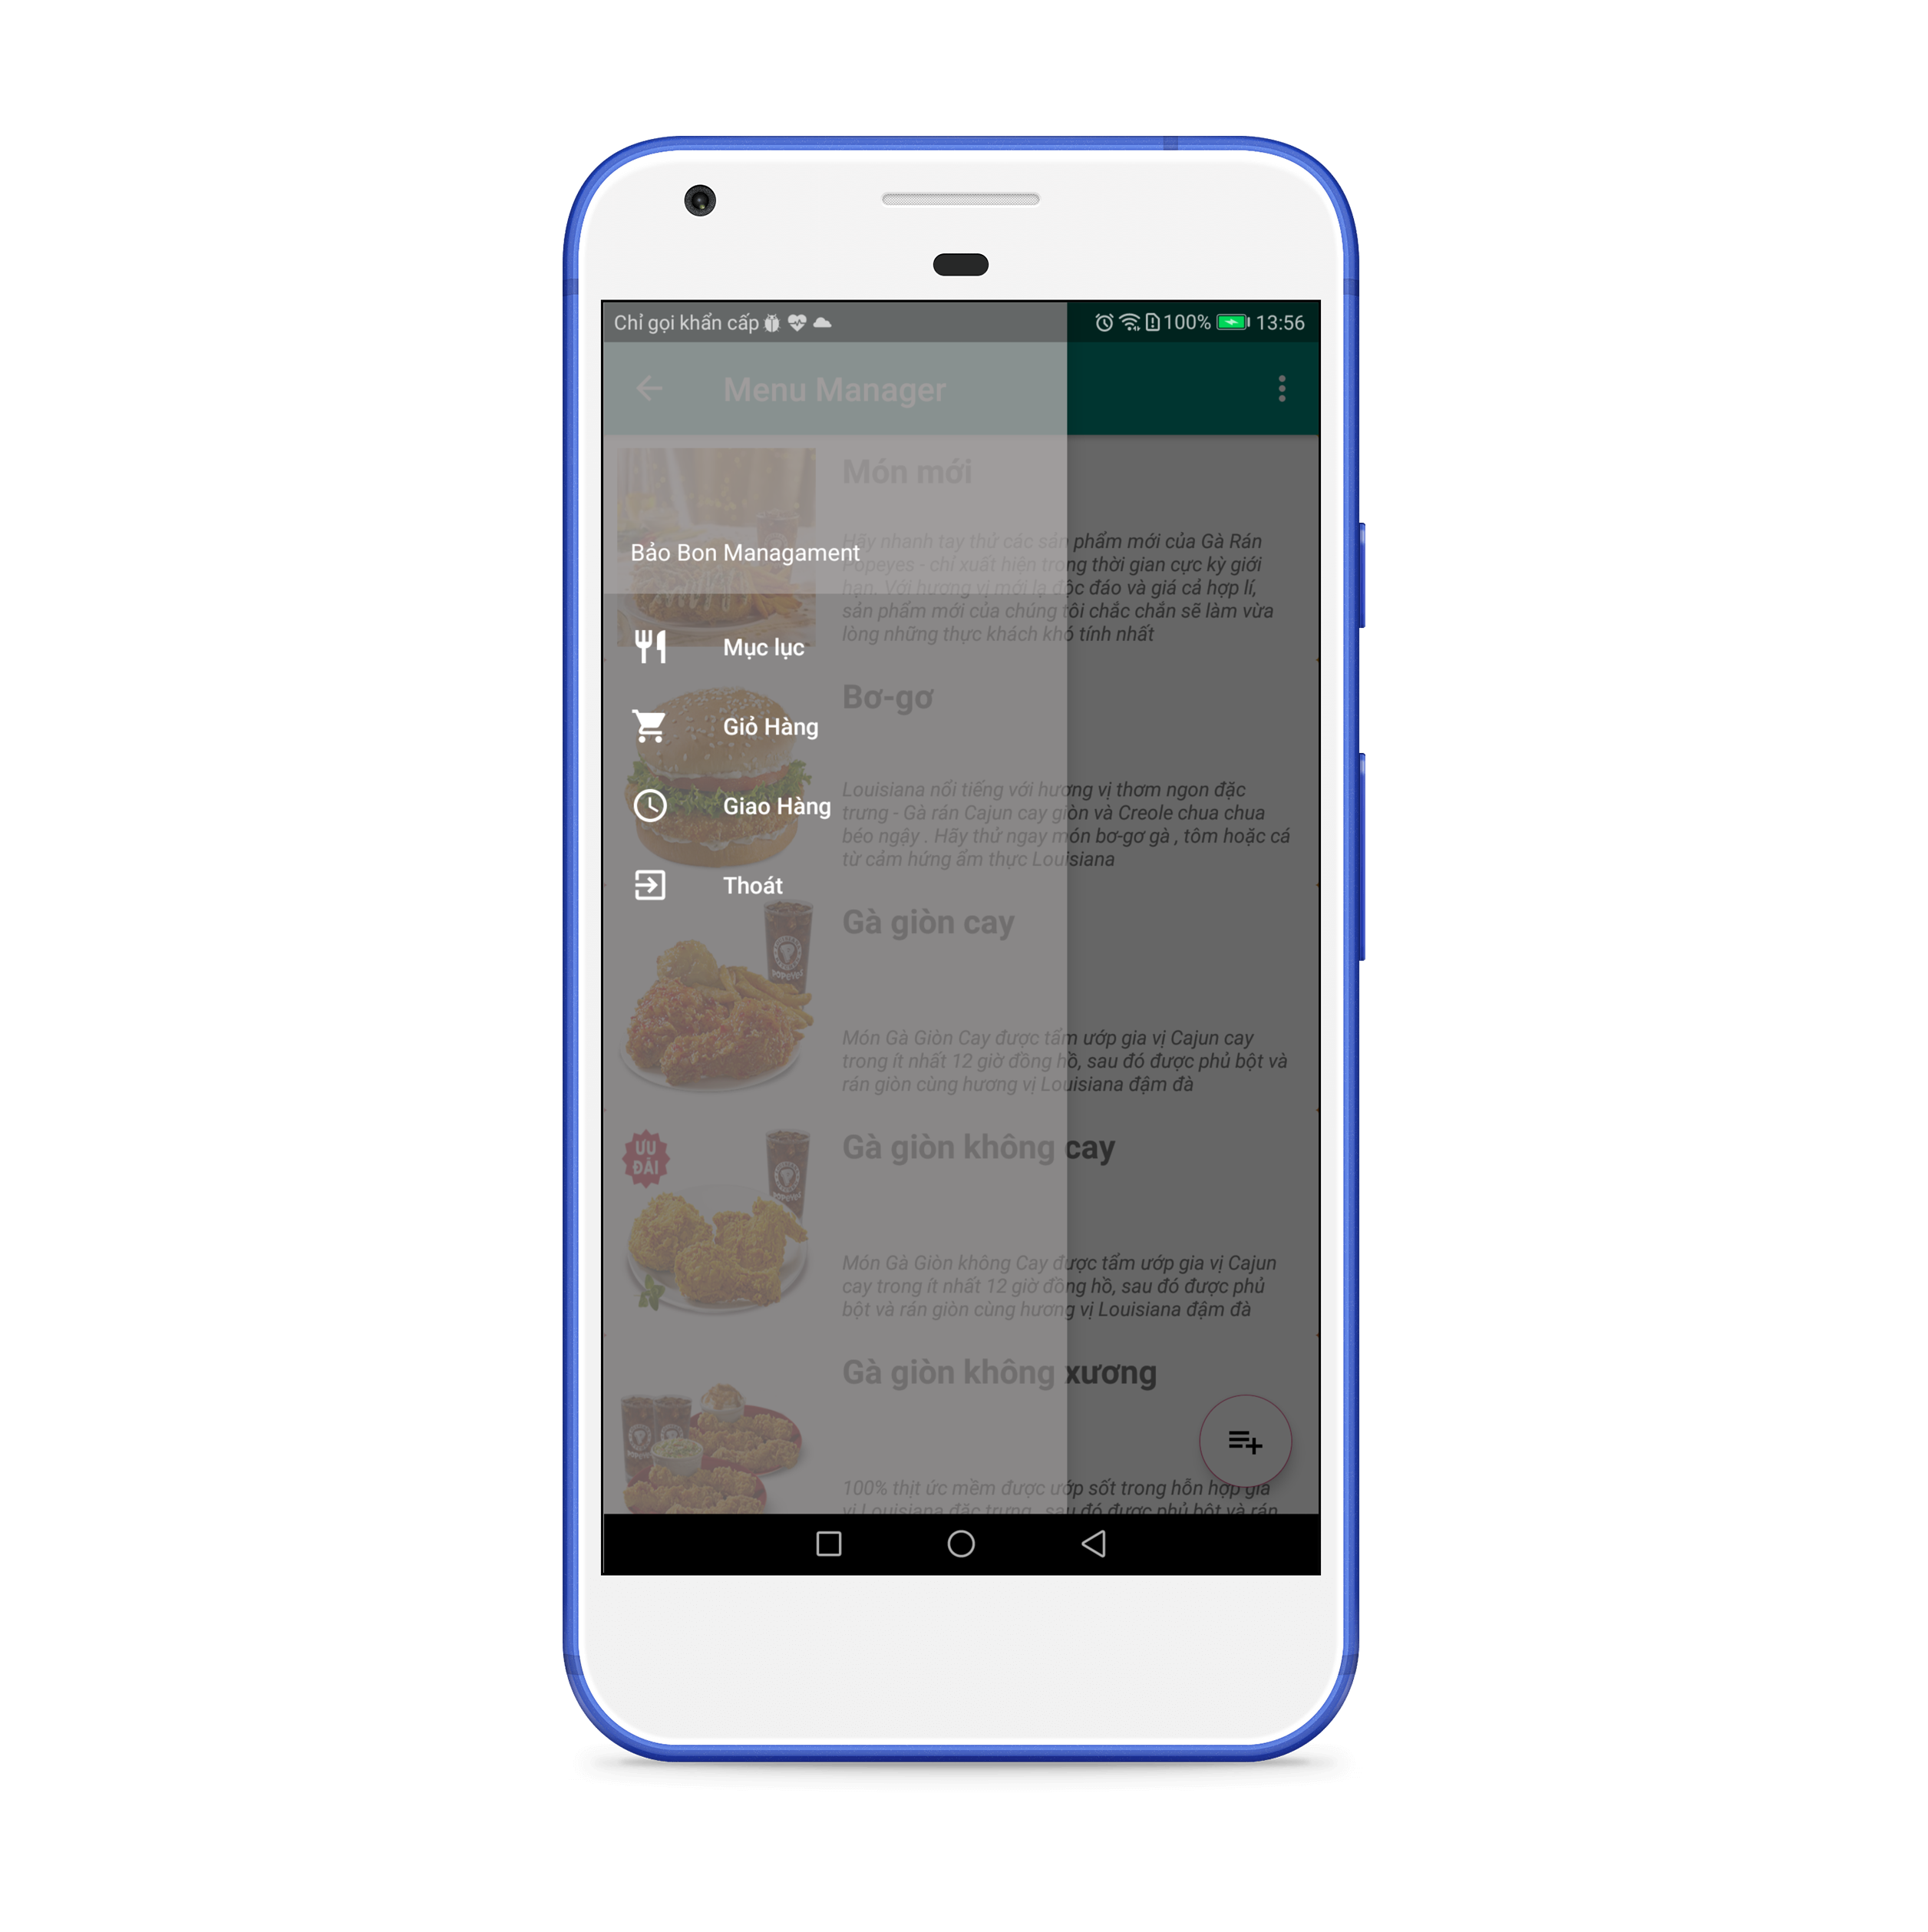 Chỉ gọi khẩn cấp 100% 13:56
Menu Manager
Món mới
Hãy nhanh tay thử các sản phẩm mới của Gà Rán
Popeyes - chỉ xuất hiện trong thời gian cực kỳ giới
hạn. Với hương vị mới lạ độc đáo và giá cả hợp lí,
sản phẩm mới của chúng tôi chắc chắn sẽ làm vừa
lòng những thực khách khó tính nhất
Bảo Bon Managament
Mục lục
Giỏ Hàng
Giao Hàng
Thoát
Bơ-gơ
Louisiana nổi tiếng với hương vị thơm ngon đặc
trưng - Gà rán Cajun cay giòn và Creole chua chua
béo ngậy . Hãy thử ngay món bơ-gơ gà , tôm hoặc cá
từ cảm hứng ẩm thực Louisiana
Gà giòn cay
POPEYES
Món Gà Giòn Cay được tẩm ướp gia vị Cajun cay
trong ít nhất 12 giờ đồng hồ, sau đó được phủ bột và
rán giòn cùng hương vị Louisiana đậm đà
ƯU
ĐÃI
POPEYES
Gà giòn không cay
Món Gà Giòn không Cay được tẩm ướp gia vị Cajun
cay trong ít nhất 12 giờ đồng hồ, sau đó được phủ
bột và rán giòn cùng hương vị Louisiana đậm đà
Gà giòn không xương
100% thịt ức mềm được ướp sốt trong hỗn hợp gia
vị Louisiana đặc trưng , sau đó được phủ bột và rán